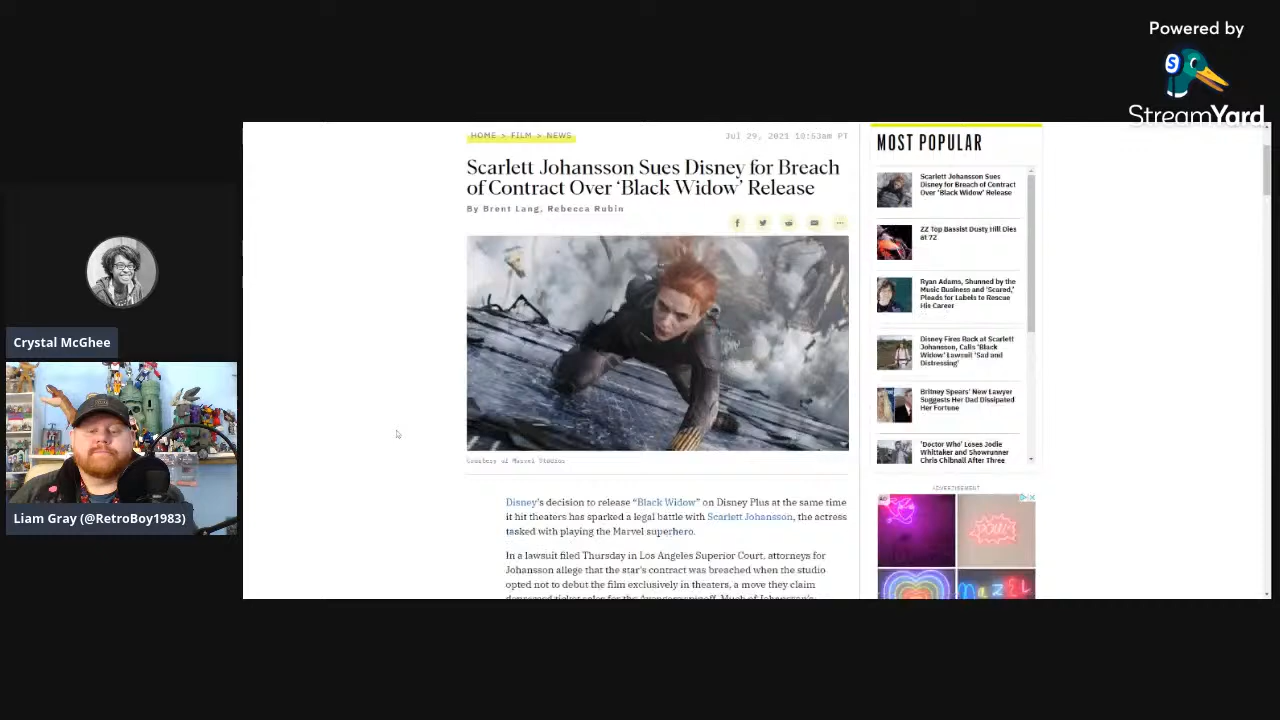 Powered by
StreamYard
HOME > FILM > NEWS
Jul 29, 2021 10:53am PT
Scarlett Johansson Sues Disney for Breach
of Contract Over ‘Black Widow’ Release
By Brent Lang, Rebecca Rubin
Courtesy of Marvel Studios
Disney’s decision to release “Black Widow” on Disney Plus at the same time
it hit theaters has sparked a legal battle with Scarlett Johansson, the actress
tasked with playing the Marvel superhero.
In a lawsuit filed Thursday in Los Angeles Superior Court, attorneys for
Johansson allege that the star’s contract was breached when the studio
opted not to debut the film exclusively in theaters, a move they claim
MOST POPULAR
Scarlett Johansson Sues
Disney for Breach of Contract
Over ‘Black Widow’ Release
ZZ Top Bassist Dusty Hill Dies
at 72
Ryan Adams, Shunned by the
Music Business and ‘Scared,’
Pleads for Labels to Rescue
His Career
Disney Fires Back at Scarlett
Johansson, Calls ‘Black
Widow’ Lawsuit ‘Sad and
Distressing’
Britney Spears’ New Lawyer
Suggests Her Dad Dissipated
Her Fortune
‘Doctor Who’ Loses Jodie
Whittaker and Showrunner
Chris Chibnall After Three
ADVERTISEMENT
Crystal McGhee
Liam Gray (@RetroBoy1983)